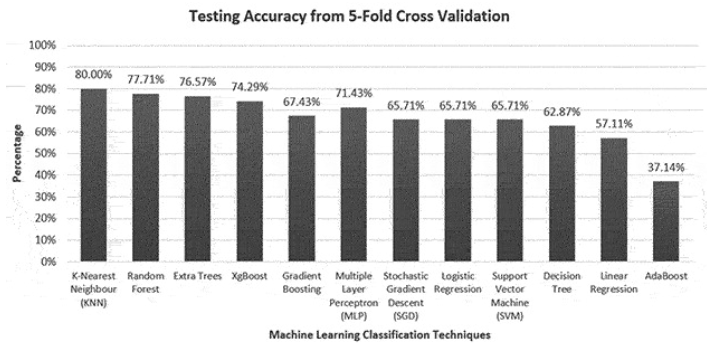 Testing Accuracy from 5-Fold Cross Validation
100%
90%
80%
70%
60%
50%
40%
30%
20%
10%
0%
Percentage
80.00%
77.71%
76.57%
74.29%
67.43%
71.43%
65.71%
65.71%
65.71%
62.87%
57.11%
37.14%
K-Nearest
Neighbour
(KNN)
Random
Forest
Extra Trees
XgBoost
Gradient
Boosting
Multiple
Layer
Perceptron
(MLP)
Stochastic
Gradient
Descent
(SGD)
Logistic
Regression
Support
Vector
Machine
(SVM)
Decision
Tree
Linear
Regression
AdaBoost
Machine Learning Classification Techniques